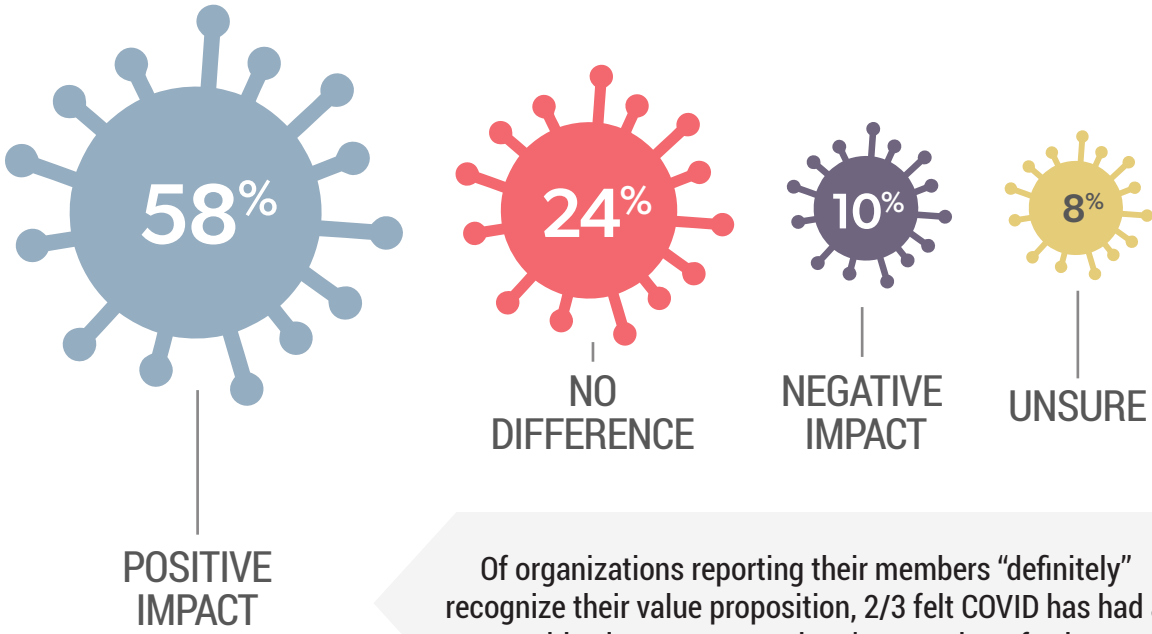 58%
24%
10%
8%
NO
DIFFERENCE
NEGATIVE
IMPACT
UNSURE
POSITIVE
IMPACT
Of organizations reporting their members “definitely”
recognize their value proposition, 2/3 felt COVID has had